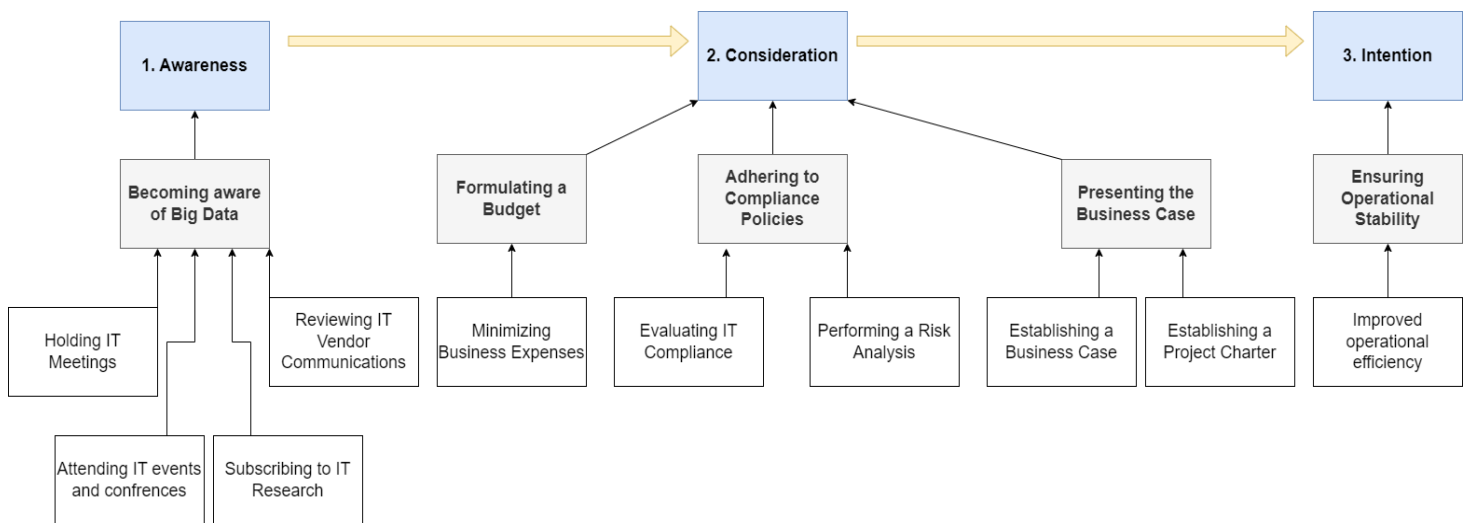 1. Awareness
2. Consideration
3. Intention
Becoming aware
of Big Data
Formulating a
Budget
Adhering to
Compliance
Policies
Presenting the
Business Case
Ensuring
Operational
Stability
Holding IT
Meetings
Reviewing IT
Vendor
Communications
Minimizing
Business Expenses
Evaluating IT
Compliance
Performing a Risk
Analysis
Establishing a
Business Case
Establishing a
Project Charter
Improved
operational
efficiency
Attending IT events
and confrences
Subscribing to IT
Research